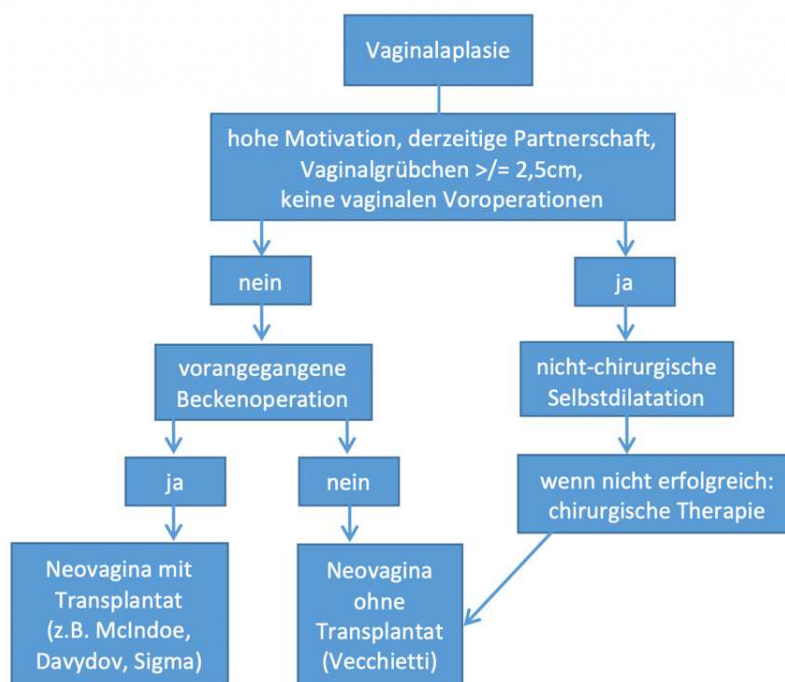 Vaginalaplasie
hohe Motivation, derzeitige Partnerschaft,
Vaginalgrübchen >/= 2,5cm,
keine vaginalen Voroperationen
nein
ja
vorangegangene
Beckenoperation
nicht-chirurgische
Selbstdilatation
ja
nein
wenn nicht erfolgreich:
chirurgische Therapie
Neovagina mit
Transplantat
(z.B. McIndoe,
Davydov, Sigma)
Neovagina
ohne
Transplantat
(Vecchietti)